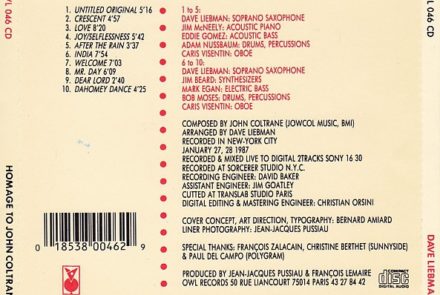 OWL 046 CD
HOMAGE TO JOHN COLTRANE
1. UNTITLED ORIGINAL 5'16
2. CRESCENT 4'57
3. LOVE 8'20
4. JOYSELFLESSNESS 5'42
5. AFTER THE RAIN 3'37
6. INDIA 7'54
7. WELCOME 7'03
8. MR. DAY 6'09
9. DEAR LORD 2'40
10. DAHOMEY DANCE 4'25
1 to 5:
DAVE LIEBMAN: SOPRANO SAXOPHONE
JIM McNEELY: ACOUSTIC PIANO
EDDIE GOMEZ: ACOUSTIC BASS
ADAM NUSSBAUM: DRUMS, PERCUSSIONS
CARIS VISENTIN: OBOE
6 to 10:
DAVE LIEBMAN: SOPRANO SAXOPHONE
JIM BEARD: SYNTHESIZERS
MARK EGAN: ELECTRIC BASS
BOB MOSES: DRUMS, PERCUSSIONS
CARIS VISENTIN: OBOE
COMPOSED BY JOHN COLTRANE (JOWCOL MUSIC, BMI)
ARRANGED BY DAVE LIEBMAN
RECORDED IN NEW-YORK CITY
JANUARY 27, 28 1987
RECORDED & MIXED LIVE TO DIGITAL 2TRACKS SONY 16 30
RECORDED AT SORCERER STUDIO N.Y.C.
RECORDING ENGINEER: DAVID BAKER
ASSISTANT ENGINEER: JIM GOATLEY
CUTTED AT TRANSLAB STUDIO PARIS
DIGITAL EDITING & MASTERING ENGINEER: CHRISTIAN ORSINI
COVER CONCEPT, ART DIRECTION, TYPOGRAPHY: BERNARD AMIARD
LINER PHOTOGRAPHY: JEAN-JACQUES PUSSIAU
SPECIAL THANKS: FRANÇOIS ZALACAIN, CHRISTINE BERTHET (SUNNYSIDE)
& PAUL DEL CAMPO (POLYGRAM)
PRODUCED BY JEAN-JACQUES PUSSIAU & FRANÇOIS LEMAIRE
OWL RECORDS 50 RUE LIANCOURT 75014 PARIS 43 27 84 42
0 18538 00462 9
COMPACT
disc
DIGITAL AUDIO
046 CD
DAVE LIEBMA